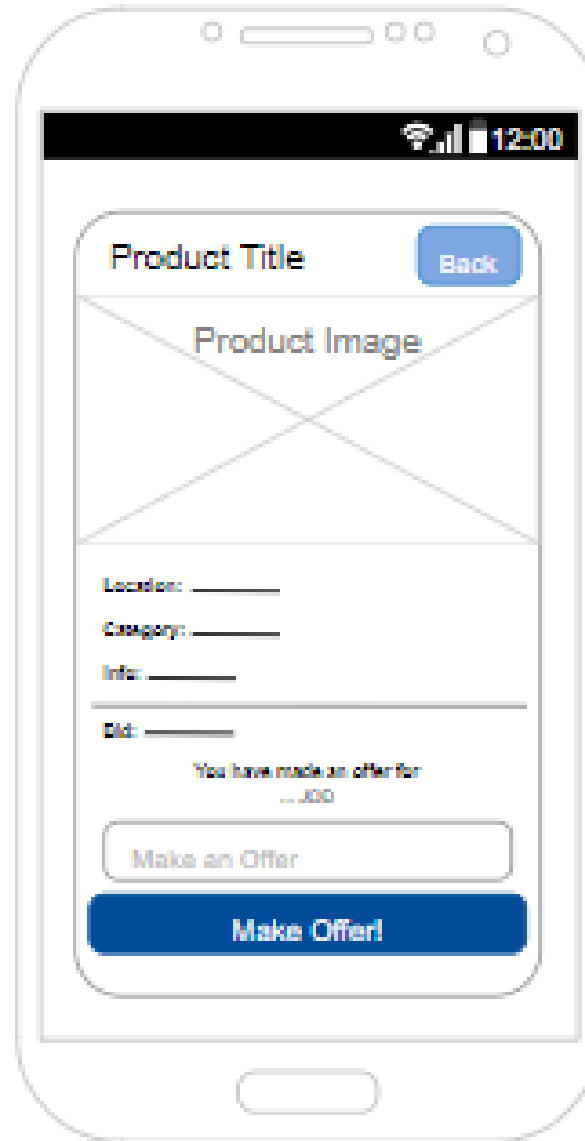 12:00
Product Title
Back
Product Image
Location:
Category:
Info:
Bid:
You have made an offer for
Make an Offer
Make Offer!